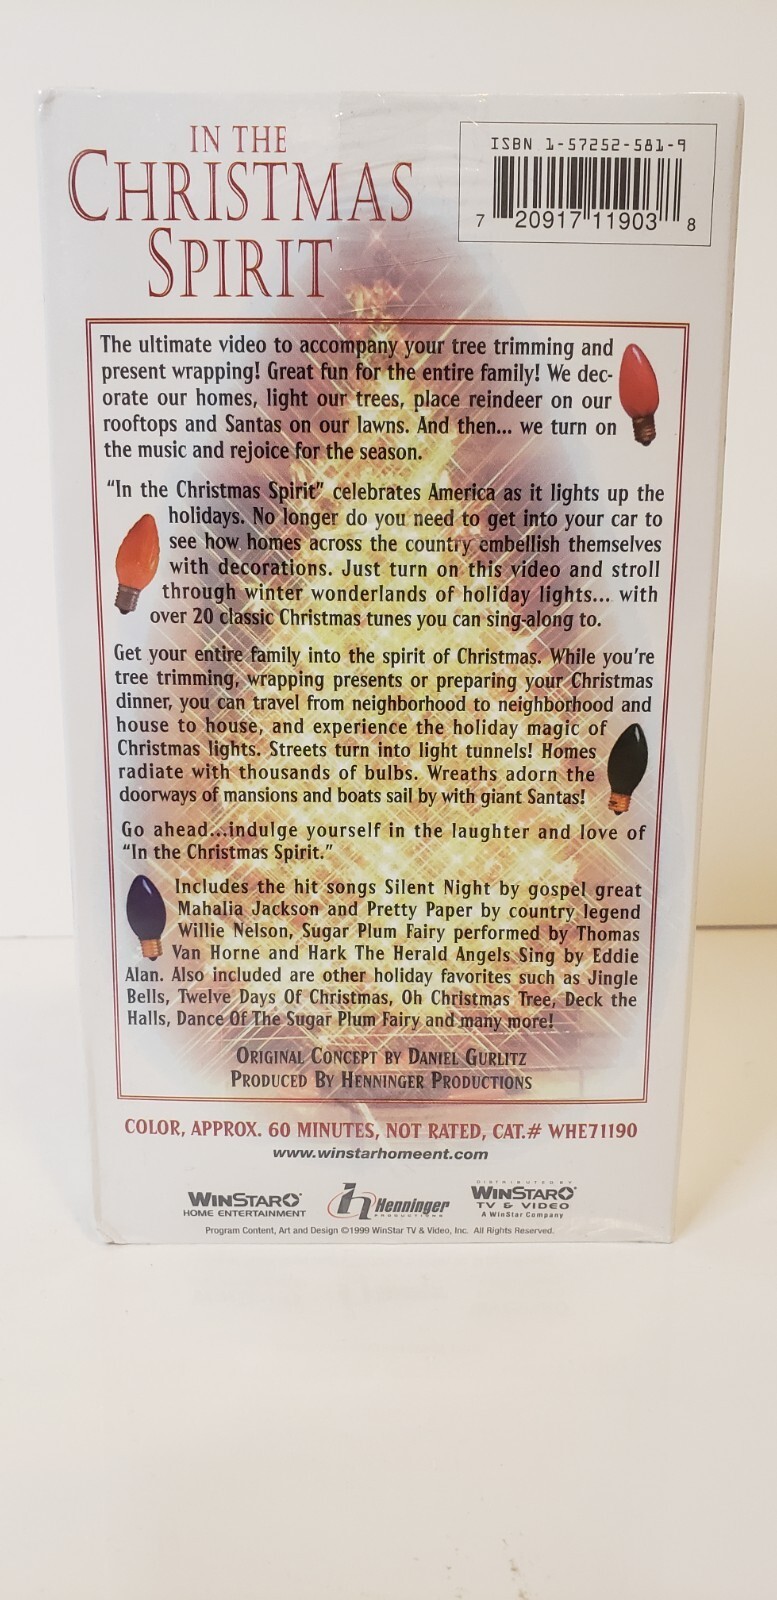 IN THE
CHRISTMAS
SPIRIT
ISBN 1-57252-581-9
7 20917 11903 8
The ultimate video to accompany your tree trimming and
present wrapping! Great fun for the entire family! We dec-
orate our homes, light our trees, place reindeer on our
rooftops and Santas on our lawns. And then... we turn on
the music and rejoice for the season.
“In the Christmas Spirit” celebrates America as it lights up the
holidays. No longer do you need to get into your car to
see how homes across the country embellish themselves
with decorations. Just turn on this video and stroll
through winter wonderlands of holiday lights... with
over 20 classic Christmas tunes you can sing-along to.
Get your entire family into the spirit of Christmas. While you're
tree trimming, wrapping presents or preparing your Christmas
dinner, you can travel from neighborhood to neighborhood and
house to house, and experience the holiday magic of
Christmas lights. Streets turn into light tunnels! Homes
radiate with thousands of bulbs. Wreaths adorn the
doorways of mansions and boats sail by with giant Santas!
Go ahead...indulge yourself in the laughter and love of
“In the Christmas Spirit.”
Includes the hit songs Silent Night by gospel great
Mahalia Jackson and Pretty Paper by country legend
Willie Nelson, Sugar Plum Fairy performed by Thomas
Van Horne and Hark The Herald Angels Sing by Eddie
Alan. Also included are other holiday favorites such as Jingle
Bells, Twelve Days Of Christmas, Oh Christmas Tree, Deck the
Halls, Dance Of The Sugar Plum Fairy and many more!
ORIGINAL CONCEPT BY DANIEL GURLITZ
PRODUCED BY HENNINGER PRODUCTIONS
COLOR, APPROX. 60 MINUTES, NOT RATED, CAT.# WHE71190
www.winstarhomeent.com
WINSTAR
HOME ENTERTAINMENT
Henninger
PRODUCTIONS
DISTRIBUTED BY
WINSTAR
TV & VIDEO
A WinStar Company
Program Content, Art and Design ©1999 WinStar TV & Video, Inc. All Rights Reserved.